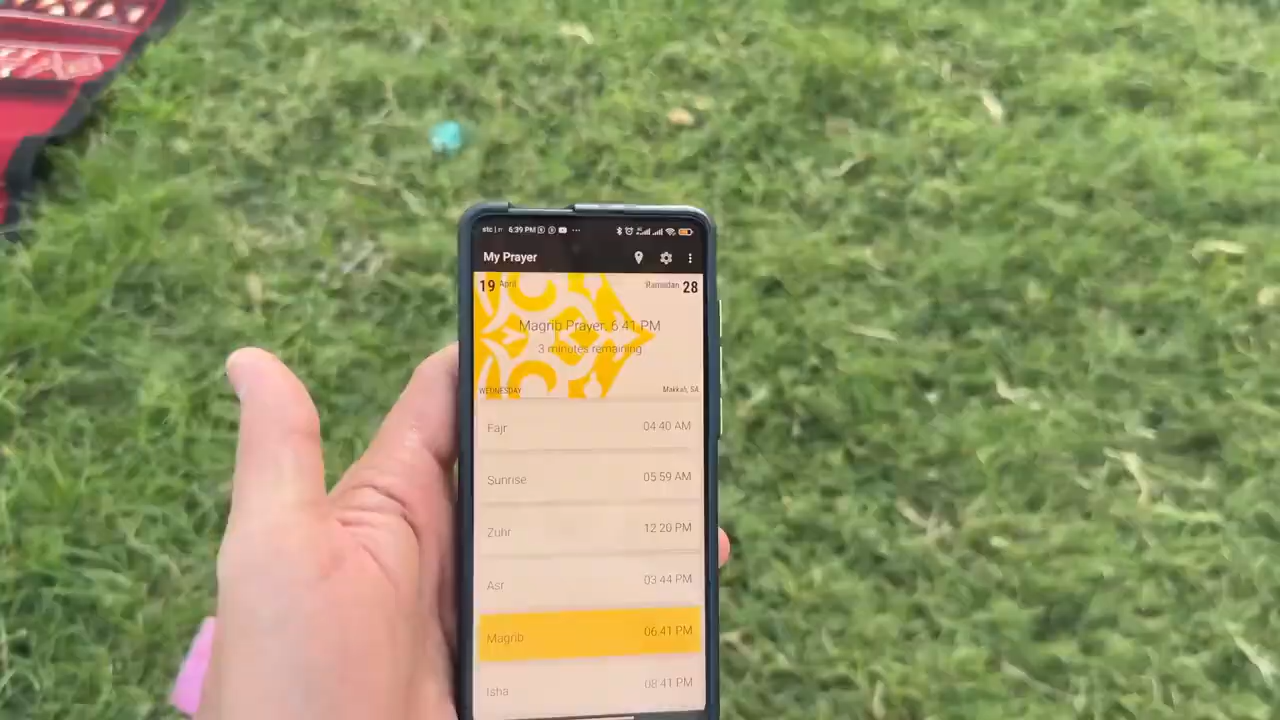 stc | 6:39 PM
My Prayer
19 April Ramadan 28
Magrib Prayer, 6:41 PM
3 minutes remaining
WEDNESDAY Makkah, SA
Fajr 04:40 AM
Sunrise 05:59 AM
Zuhr 12:20 PM
Asr 03:44 PM
Magrib 06:41 PM
Isha 08:41 PM